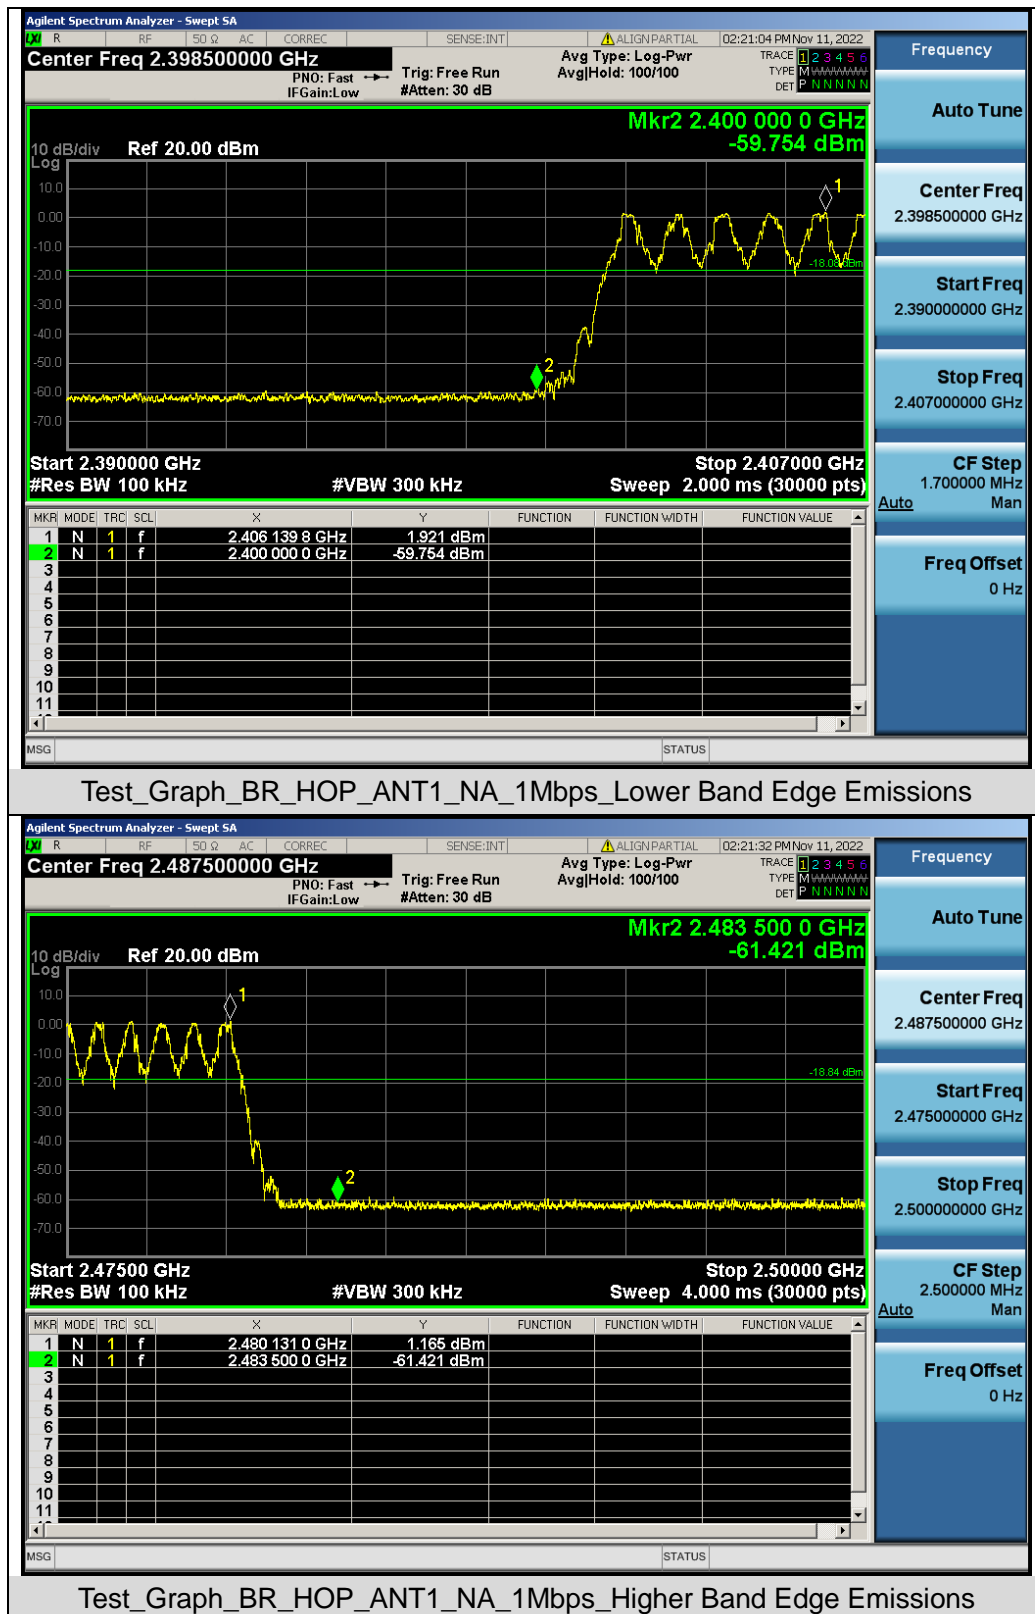 Agilent Spectrum Analyzer - Swept SA
LXI R RF 50 Ω AC CORREC SENSE:INT ALIGN PARTIAL 02:21:04 PM Nov 11, 2022
Center Freq 2.398500000 GHz Avg Type: Log-Pwr TRACE 1 2 3 4 5 6
PNO: Fast Trig: Free Run Avg|Hold: 100/100 TYPE M
IFGain:Low #Atten: 30 dB DET P N N N N N
Frequency
Auto Tune
Center Freq
2.398500000 GHz
Start Freq
2.390000000 GHz
Stop Freq
2.407000000 GHz
CF Step
1.700000 MHz
Auto Man
Freq Offset
0 Hz
Mkr2 2.400 000 0 GHz
-59.754 dBm
10 dB/div Ref 20.00 dBm
Log
10.0
0.00
-10.0
-20.0
-30.0
-40.0
-50.0
-60.0
-70.0
1
-18.08 dBm
2
Start 2.390000 GHz Stop 2.407000 GHz
#Res BW 100 kHz #VBW 300 kHz Sweep 2.000 ms (30000 pts)
MKR MODE TRC SCL X Y FUNCTION FUNCTION WIDTH FUNCTION VALUE
1 N 1 f 2.406 139 8 GHz 1.921 dBm
2 N 1 f 2.400 000 0 GHz -59.754 dBm
3
4
5
6
7
8
9
10
11
MSG STATUS
Test_Graph_BR_HOP_ANT1_NA_1Mbps_Lower Band Edge Emissions
Agilent Spectrum Analyzer - Swept SA
LXI R RF 50 Ω AC CORREC SENSE:INT ALIGN PARTIAL 02:21:32 PM Nov 11, 2022
Center Freq 2.487500000 GHz Avg Type: Log-Pwr TRACE 1 2 3 4 5 6
PNO: Fast Trig: Free Run Avg|Hold: 100/100 TYPE M
IFGain:Low #Atten: 30 dB DET P N N N N N
Frequency
Auto Tune
Center Freq
2.487500000 GHz
Start Freq
2.475000000 GHz
Stop Freq
2.500000000 GHz
CF Step
2.500000 MHz
Auto Man
Freq Offset
0 Hz
Mkr2 2.483 500 0 GHz
-61.421 dBm
10 dB/div Ref 20.00 dBm
Log
10.0
0.00
-10.0
-20.0
-30.0
-40.0
-50.0
-60.0
-70.0
1
-18.84 dBm
2
Start 2.47500 GHz Stop 2.50000 GHz
#Res BW 100 kHz #VBW 300 kHz Sweep 4.000 ms (30000 pts)
MKR MODE TRC SCL X Y FUNCTION FUNCTION WIDTH FUNCTION VALUE
1 N 1 f 2.480 131 0 GHz 1.165 dBm
2 N 1 f 2.483 500 0 GHz -61.421 dBm
3
4
5
6
7
8
9
10
11
MSG STATUS
Test_Graph_BR_HOP_ANT1_NA_1Mbps_Higher Band Edge Emissions